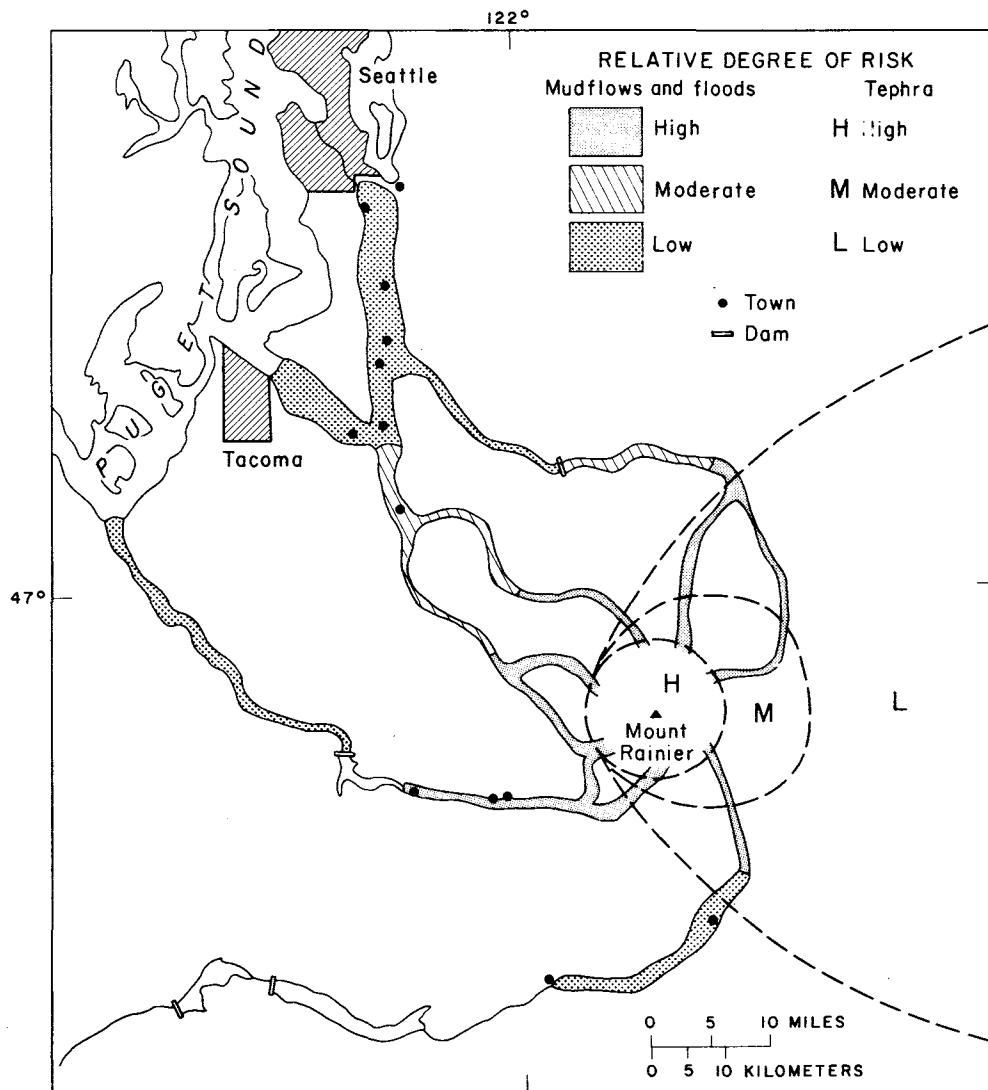 122°
RELATIVE DEGREE OF RISK
Mudflows and floods
Tephra
High
H High
Moderate
M Moderate
Low
L Low
Town
Dam
Seattle
PUGET SOUND
Tacoma
47°
H
M
L
Mount
Rainier
0 5 10 MILES
0 5 10 KILOMETERS